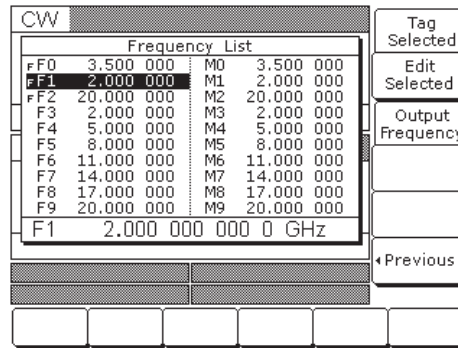 CW
Frequency List
FF0 3.500 000 M0 3.500 000
FF1 2.000 000 M1 2.000 000
FF2 20.000 000 M2 20.000 000
F3 2.000 000 M3 2.000 000
F4 5.000 000 M4 5.000 000
F5 8.000 000 M5 8.000 000
F6 11.000 000 M6 11.000 000
F7 14.000 000 M7 14.000 000
F8 17.000 000 M8 17.000 000
F9 20.000 000 M9 20.000 000
F1 2.000 000 000 0 GHz
Tag
Selected
Edit
Selected
Output
Frequency
◂Previous